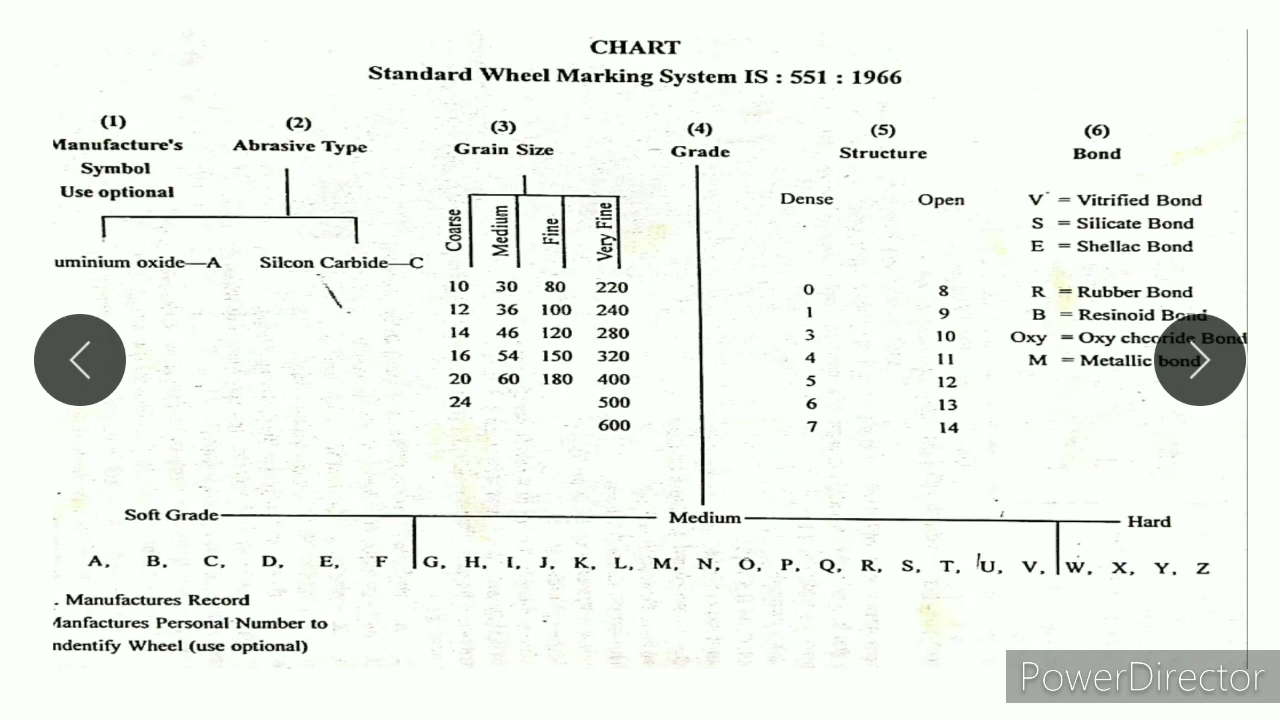 CHART
Standard Wheel Marking System IS : 551 : 1966
(1)
Manufacture's
Symbol
Use optional
(2)
Abrasive Type
uminium oxide—A
Silcon Carbide—C
(3)
Grain Size
Coarse Medium Fine Very Fine
10 30 80 220
12 36 100 240
14 46 120 280
16 54 150 320
20 60 180 400
24 500
600
(4)
Grade
(5)
Structure
Dense Open
0 8
1 9
3 10
4 11
5 12
6 13
7 14
(6)
Bond
V = Vitrified Bond
S = Silicate Bond
E = Shellac Bond
R = Rubber Bond
B = Resinoid Bond
Oxy = Oxy chcoride Bond
M = Metallic bond
Soft Grade Medium Hard
A, B, C, D, E, F G, H, I, J, K, L, M, N, O, P, Q, R, S, T, U, V, W, X, Y, Z
. Manufactures Record
Manfactures Personal Number to
ndentify Wheel (use optional)
PowerDirector